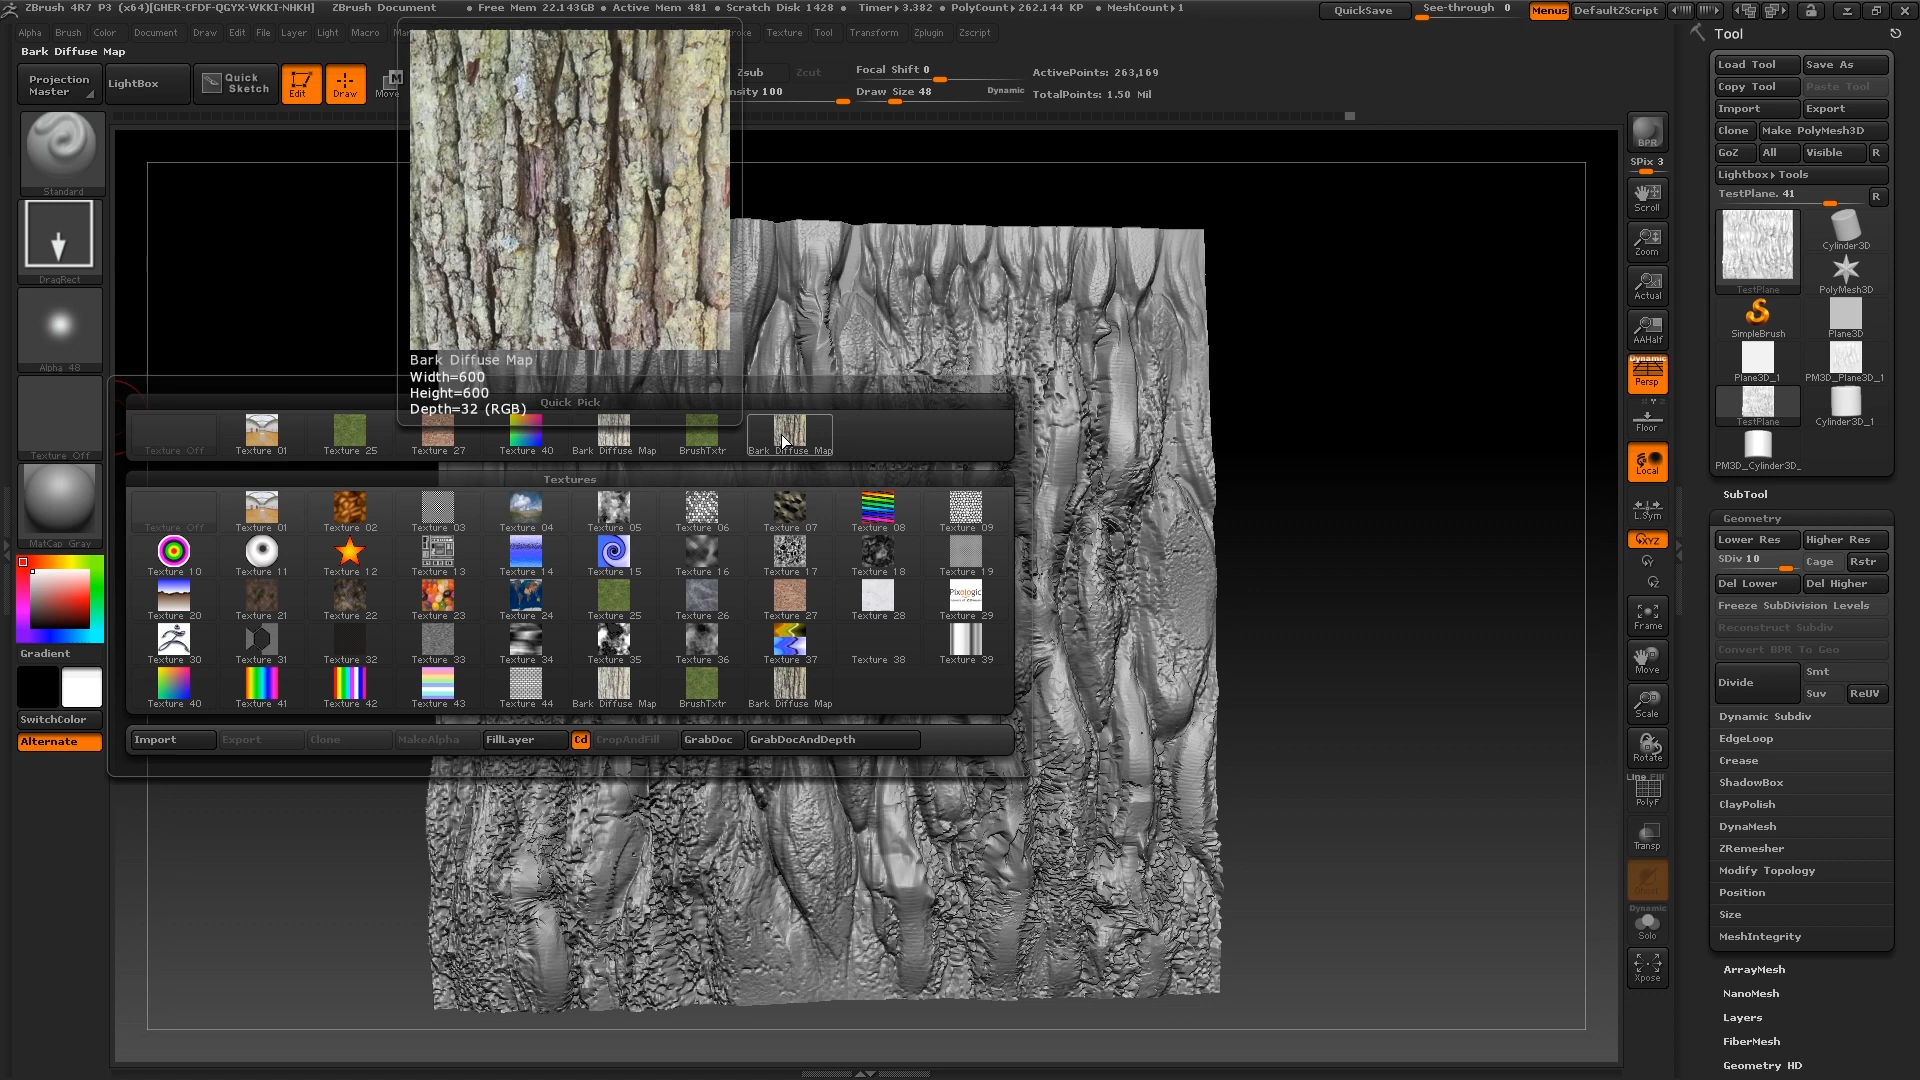 ZBrush 4R7 P3 (x64)[GHER-CFDF-QGYX-WKKI-NHKH] ZBrush Document • Free Mem 22.143GB • Active Mem 481 • Scratch Disk 1428 • Timer▸3.382 • PolyCount▸262.144 KP • MeshCount▸1 QuickSave See-through 0 Menus DefaultZScript
Alpha Brush Color Document Draw Edit File Layer Light Macro Texture Tool Transform Zplugin Zscript
Bark Diffuse Map
Projection Master LightBox Quick Sketch Edit Draw Move M Zsub Zcut Focal Shift 0 ActivePoints: 263,169
nsity 100 Draw Size 48 Dynamic TotalPoints: 1.50 Mil
Standard
DragRect
Alpha 48
Texture Off
MatCap Gray
Gradient
SwitchColor
Alternate
Bark Diffuse Map
Width=600
Height=600
Depth=32 (RGB)
Quick Pick
Texture Off Texture 01 Texture 25 Texture 27 Texture 40 Bark Diffuse Map BrushTxtr Bark Diffuse Map
Textures
Texture Off Texture 01 Texture 02 Texture 03 Texture 04 Texture 05 Texture 06 Texture 07 Texture 08 Texture 09
Texture 10 Texture 11 Texture 12 Texture 13 Texture 14 Texture 15 Texture 16 Texture 17 Texture 18 Texture 19
Texture 20 Texture 21 Texture 22 Texture 23 Texture 24 Texture 25 Texture 26 Texture 27 Texture 28 Texture 29
Pixologic
Texture 30 Texture 31 Texture 32 Texture 33 Texture 34 Texture 35 Texture 36 Texture 37 Texture 38 Texture 39
Texture 40 Texture 41 Texture 42 Texture 43 Texture 44 Bark Diffuse Map BrushTxtr Bark Diffuse Map
Import Export Clone MakeAlpha FillLayer Cd CropAndFill GrabDoc GrabDocAndDepth
BPR
SPix 3
Scroll
Zoom
Actual
AAHalf
Dynamic
Persp
Floor
Local
L.Sym
XYZ
Frame
Move
Scale
Rotate
Line Fill
PolyF
Transp
Ghost
Dynamic
Solo
Xpose
Tool
Load Tool Save As
Copy Tool Paste Tool
Import Export
Clone Make PolyMesh3D
GoZ All Visible R
Lightbox▸Tools
TestPlane. 41 R
Cylinder3D
TestPlane PolyMesh3D
SimpleBrush Plane3D
Plane3D_1 PM3D_Plane3D_1
TestPlane Cylinder3D_1
PM3D_Cylinder3D_
SubTool
Geometry
Lower Res Higher Res
SDiv 10 Cage Rstr
Del Lower Del Higher
Freeze SubDivision Levels
Reconstruct Subdiv
Convert BPR To Geo
Divide Smt
Suv ReUV
Dynamic Subdiv
EdgeLoop
Crease
ShadowBox
ClayPolish
DynaMesh
ZRemesher
Modify Topology
Position
Size
MeshIntegrity
ArrayMesh
NanoMesh
Layers
FiberMesh
Geometry HD